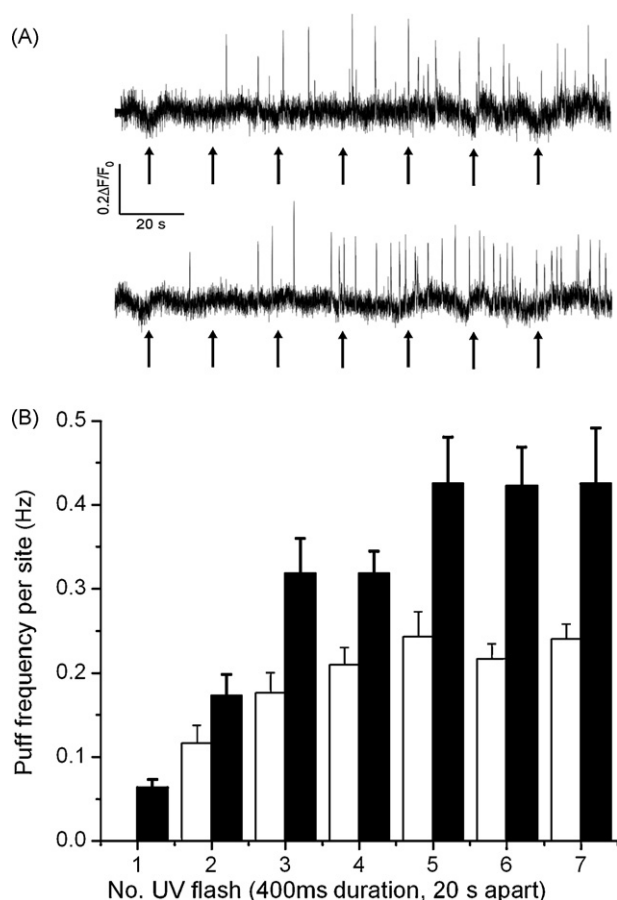 (A)
0.2ΔF/F₀
20 s
(B)
Puff frequency per site (Hz)
0.5
0.4
0.3
0.2
0.1
0.0
1 2 3 4 5 6 7
No. UV flash (400ms duration, 20 s apart)